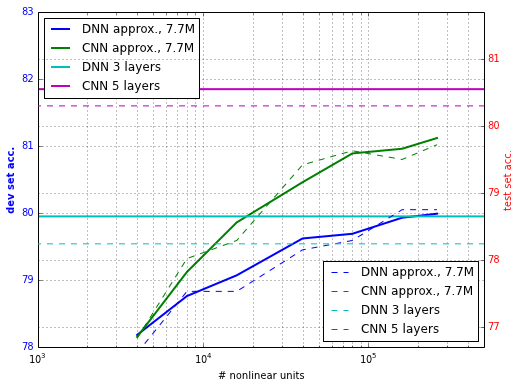 83
82
81
80
79
78
dev set acc.
DNN approx., 7.7M
CNN approx., 7.7M
DNN 3 layers
CNN 5 layers
81
80
79
78
77
test set acc.
DNN approx., 7.7M
CNN approx., 7.7M
DNN 3 layers
CNN 5 layers
10³
10⁴
10⁵
# nonlinear units